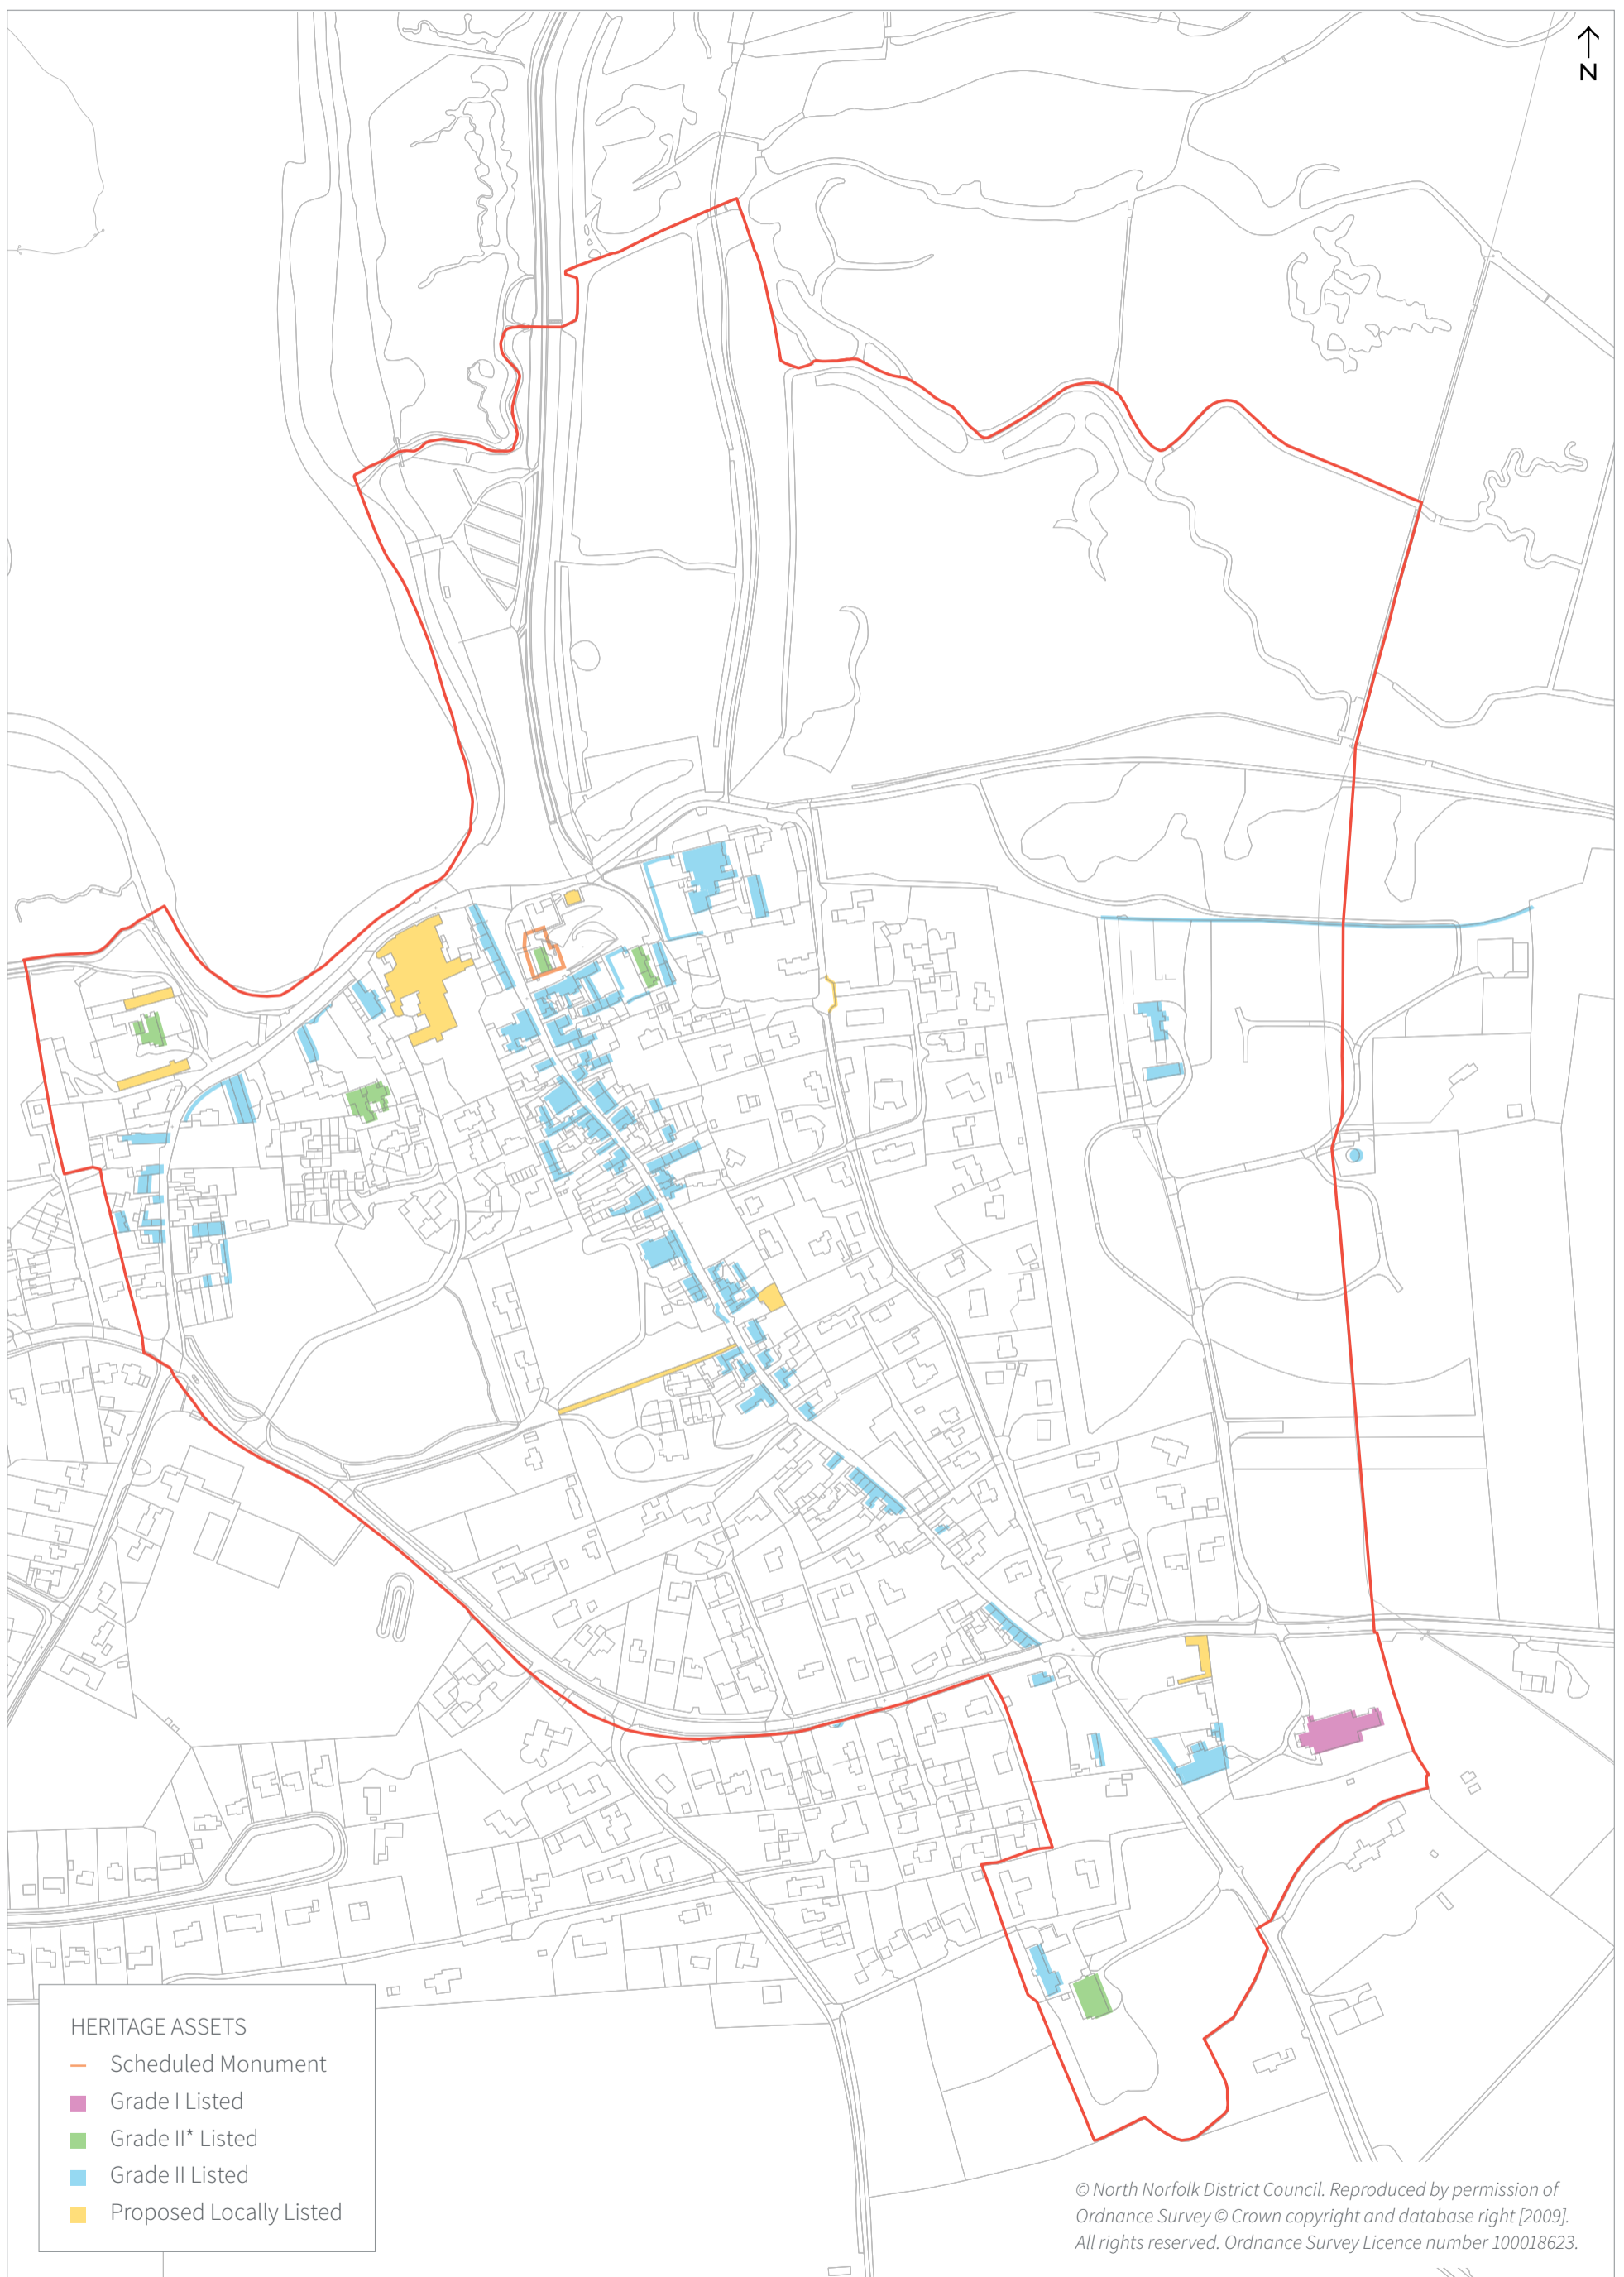 N
HERITAGE ASSETS
Scheduled Monument
Grade I Listed
Grade II* Listed
Grade II Listed
Proposed Locally Listed
© North Norfolk District Council. Reproduced by permission of
Ordnance Survey © Crown copyright and database right [2009].
All rights reserved. Ordnance Survey Licence number 100018623.